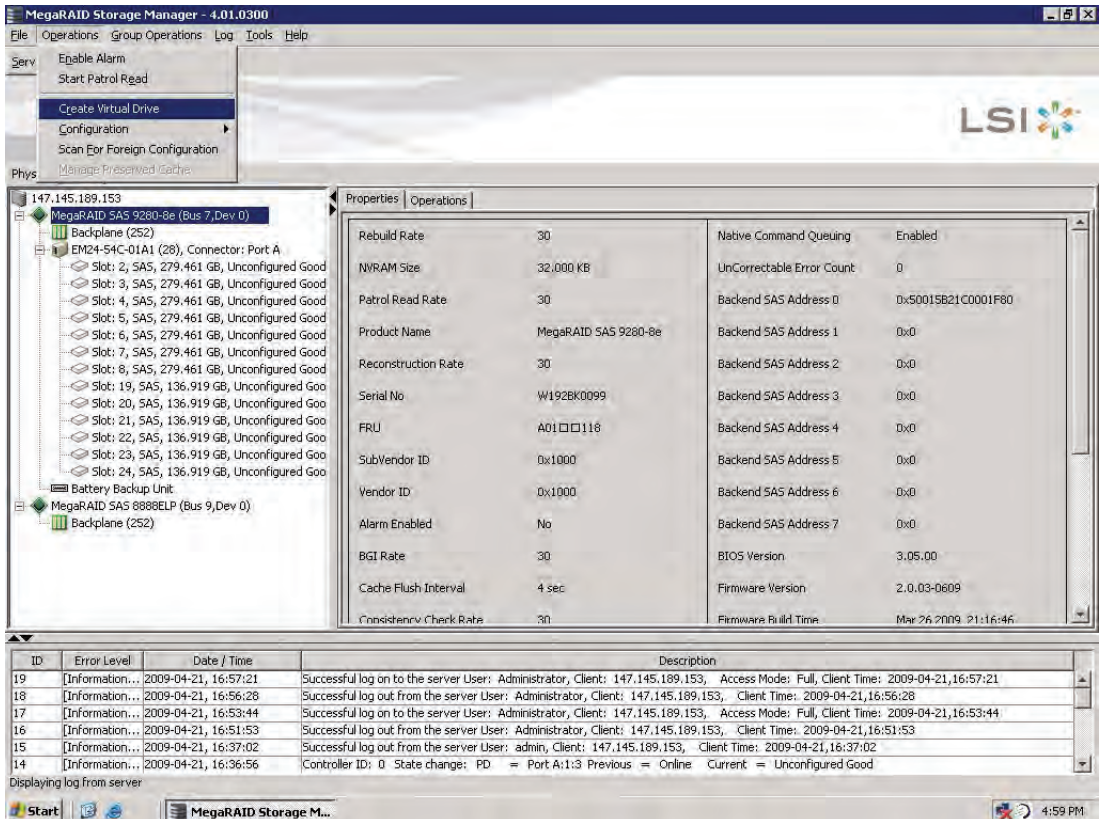 MegaRAID Storage Manager - 4.01.0300
File Operations Group Operations Log Tools Help
Serv
Enable Alarm
Start Patrol Read
Create Virtual Drive
Configuration
Scan For Foreign Configuration
Manage Preserved Cache
LSI
Phys
147.145.189.153
MegaRAID SAS 9280-8e (Bus 7,Dev 0)
Backplane (252)
EM24-54C-01A1 (28), Connector: Port A
Slot: 2, SAS, 279.461 GB, Unconfigured Good
Slot: 3, SAS, 279.461 GB, Unconfigured Good
Slot: 4, SAS, 279.461 GB, Unconfigured Good
Slot: 5, SAS, 279.461 GB, Unconfigured Good
Slot: 6, SAS, 279.461 GB, Unconfigured Good
Slot: 7, SAS, 279.461 GB, Unconfigured Good
Slot: 8, SAS, 279.461 GB, Unconfigured Good
Slot: 19, SAS, 136.919 GB, Unconfigured Goo
Slot: 20, SAS, 136.919 GB, Unconfigured Goo
Slot: 21, SAS, 136.919 GB, Unconfigured Goo
Slot: 22, SAS, 136.919 GB, Unconfigured Goo
Slot: 23, SAS, 136.919 GB, Unconfigured Goo
Slot: 24, SAS, 136.919 GB, Unconfigured Goo
Battery Backup Unit
MegaRAID SAS 8888ELP (Bus 9,Dev 0)
Backplane (252)
Properties Operations
Rebuild Rate 30 Native Command Queuing Enabled
NVRAM Size 32.000 KB UnCorrectable Error Count 0
Patrol Read Rate 30 Backend SAS Address 0 0x50015B21C0001F80
Product Name MegaRAID SAS 9280-8e Backend SAS Address 1 0x0
Reconstruction Rate 30 Backend SAS Address 2 0x0
Serial No W192BK0099 Backend SAS Address 3 0x0
FRU A01□□118 Backend SAS Address 4 0x0
SubVendor ID 0x1000 Backend SAS Address 5 0x0
Vendor ID 0x1000 Backend SAS Address 6 0x0
Alarm Enabled No Backend SAS Address 7 0x0
BGI Rate 30 BIOS Version 3.05.00
Cache Flush Interval 4 sec Firmware Version 2.0.03-0609
Consistency Check Rate 30 Firmware Build Time Mar 26 2009 21:16:46
ID Error Level Date / Time Description
19 [Information... 2009-04-21, 16:57:21 Successful log on to the server User: Administrator, Client: 147.145.189.153, Access Mode: Full, Client Time: 2009-04-21,16:57:21
18 [Information... 2009-04-21, 16:56:28 Successful log out from the server User: Administrator, Client: 147.145.189.153, Client Time: 2009-04-21,16:56:28
17 [Information... 2009-04-21, 16:53:44 Successful log on to the server User: Administrator, Client: 147.145.189.153, Access Mode: Full, Client Time: 2009-04-21,16:53:44
16 [Information... 2009-04-21, 16:51:53 Successful log out from the server User: Administrator, Client: 147.145.189.153, Client Time: 2009-04-21,16:51:53
15 [Information... 2009-04-21, 16:37:02 Successful log out from the server User: admin, Client: 147.145.189.153, Client Time: 2009-04-21,16:37:02
14 [Information... 2009-04-21, 16:36:56 Controller ID: 0 State change: PD = Port A:1:3 Previous = Online Current = Unconfigured Good
Displaying log from server
Start MegaRAID Storage M... 4:59 PM